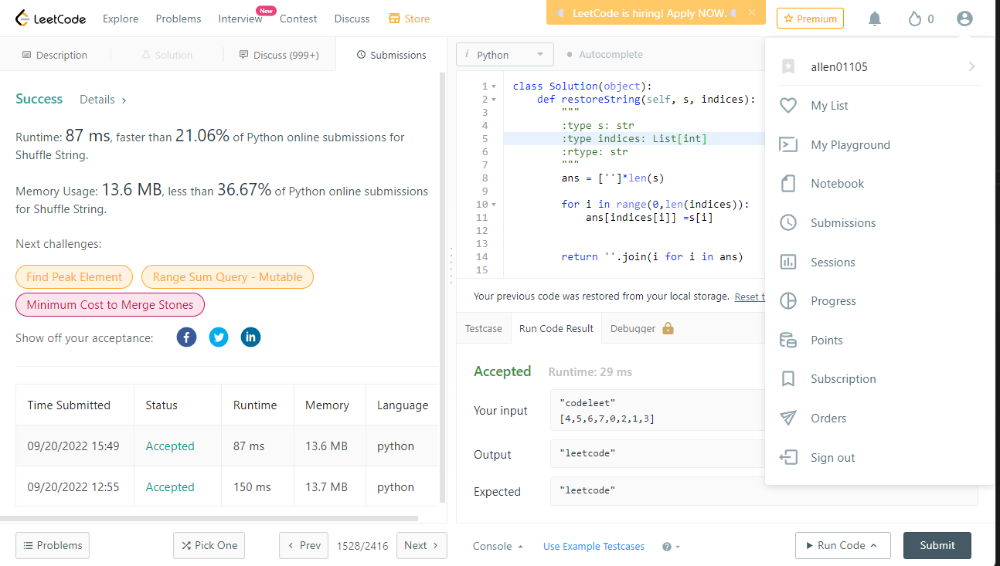 LeetCode Explore Problems Interview New Contest Discuss Store LeetCode is hiring! Apply NOW. × Premium 0
Description Solution Discuss (999+) Submissions
Success Details >
Runtime: 87 ms, faster than 21.06% of Python online submissions for
Shuffle String.
Memory Usage: 13.6 MB, less than 36.67% of Python online submissions
for Shuffle String.
Next challenges:
Find Peak Element Range Sum Query - Mutable
Minimum Cost to Merge Stones
Show off your acceptance:
Time Submitted Status Runtime Memory Language
09/20/2022 15:49 Accepted 87 ms 13.6 MB python
09/20/2022 12:55 Accepted 150 ms 13.7 MB python
Problems Pick One < Prev 1528/2416 Next >
i Python Autocomplete
1 class Solution(object):
2 def restoreString(self, s, indices):
3 """
4 :type s: str
5 :type indices: List[int]
6 :rtype: str
7 """
8 ans = ['']*len(s)
9
10 for i in range(0,len(indices)):
11 ans[indices[i]] =s[i]
12
13
14 return ''.join(i for i in ans)
15
Your previous code was restored from your local storage. Reset t
Testcase Run Code Result Debugger
Accepted Runtime: 29 ms
Your input
"codeleet"
[4,5,6,7,0,2,1,3]
Output "leetcode"
Expected "leetcode"
Console Use Example Testcases ? Run Code Submit
allen01105
My List
My Playground
Notebook
Submissions
Sessions
Progress
Points
Subscription
Orders
Sign out